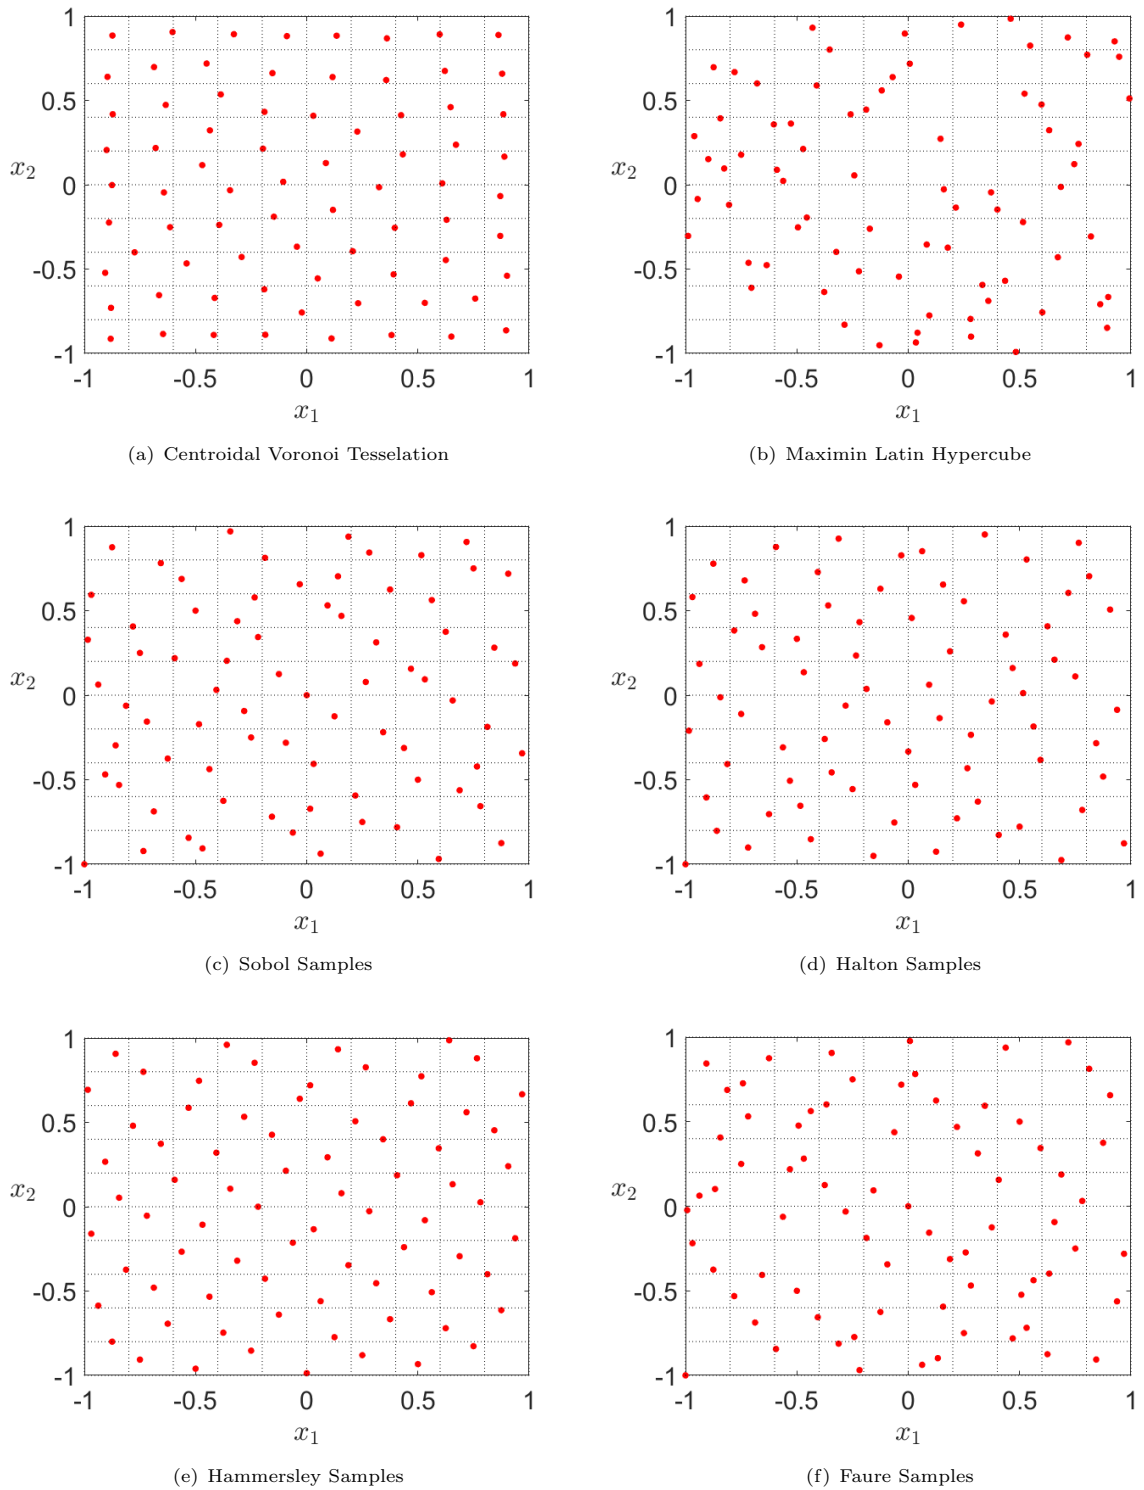 1
0.5
x₂ 0
-0.5
-1
-1 -0.5 0 0.5 1
x₁
(a) Centroidal Voronoi Tesselation
1
0.5
x₂ 0
-0.5
-1
-1 -0.5 0 0.5 1
x₁
(b) Maximin Latin Hypercube
1
0.5
x₂ 0
-0.5
-1
-1 -0.5 0 0.5 1
x₁
(c) Sobol Samples
1
0.5
x₂ 0
-0.5
-1
-1 -0.5 0 0.5 1
x₁
(d) Halton Samples
1
0.5
x₂ 0
-0.5
-1
-1 -0.5 0 0.5 1
x₁
(e) Hammersley Samples
1
0.5
x₂ 0
-0.5
-1
-1 -0.5 0 0.5 1
x₁
(f) Faure Samples